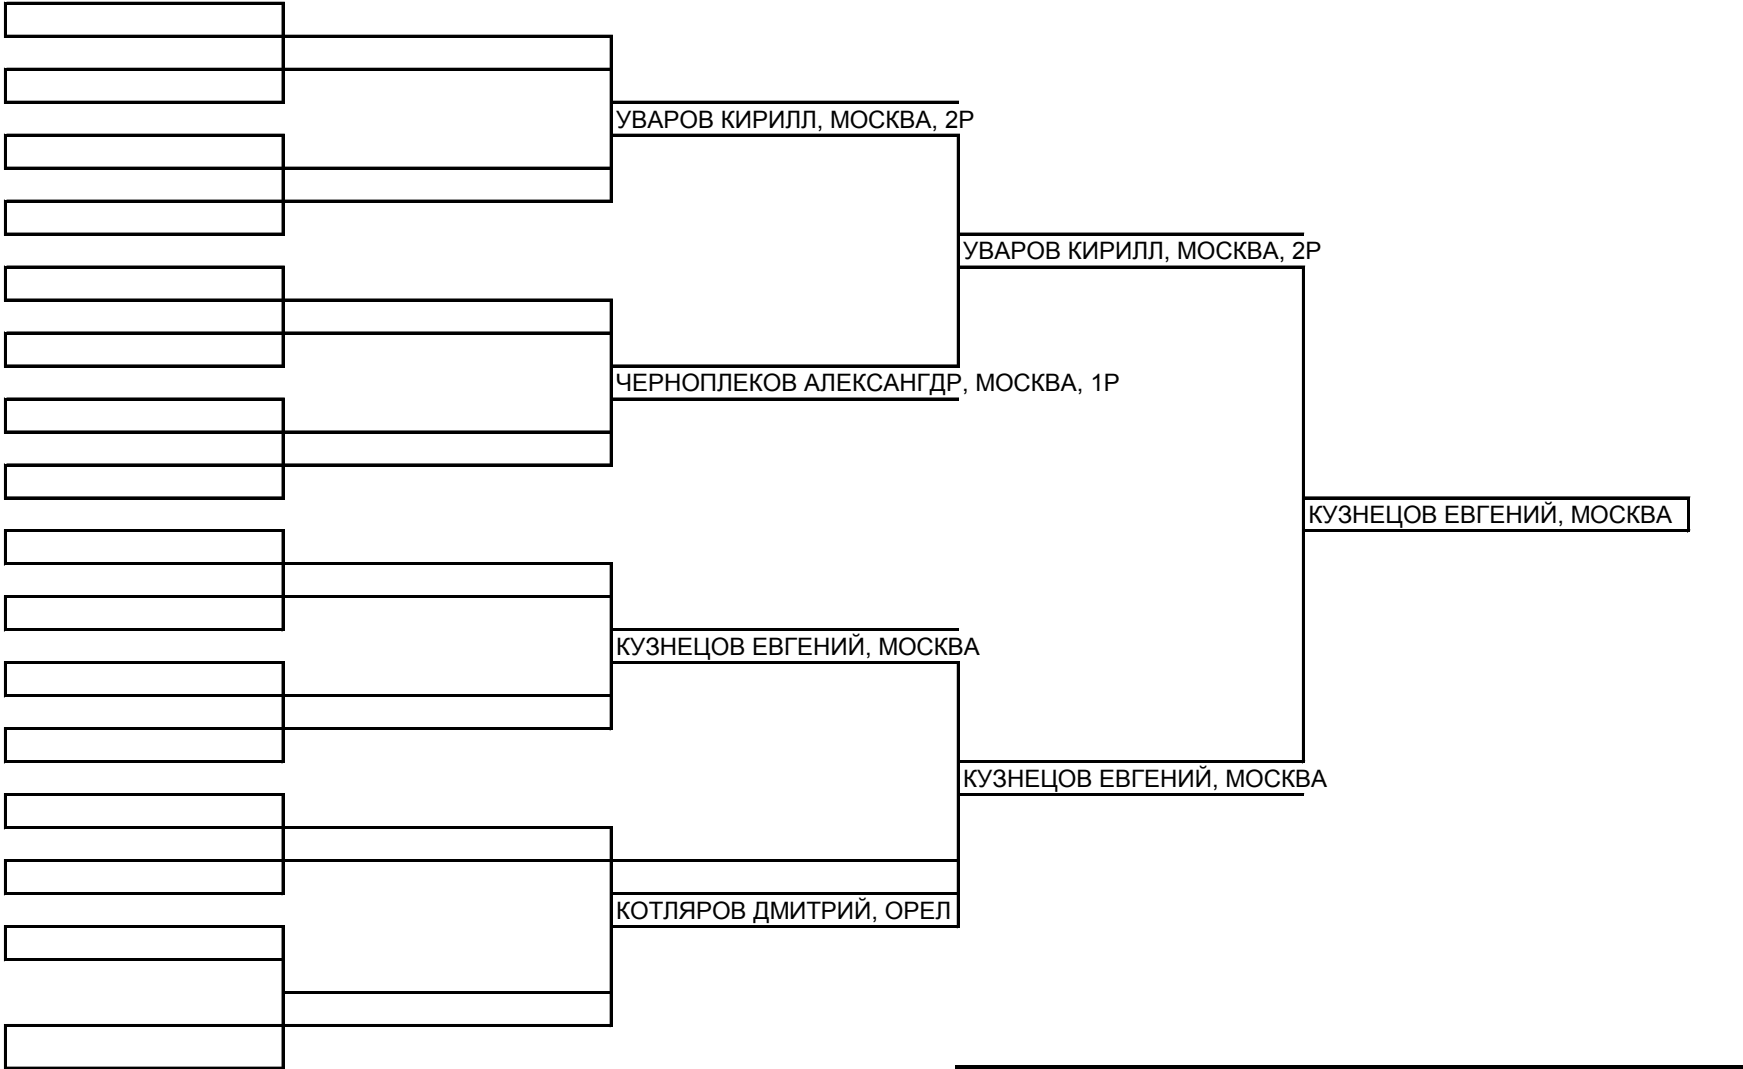 УВАРОВ КИРИЛЛ, МОСКВА, 2Р
УВАРОВ КИРИЛЛ, МОСКВА, 2Р
ЧЕРНОПЛЕКОВ АЛЕКСАНГДР, МОСКВА, 1Р
КУЗНЕЦОВ ЕВГЕНИЙ, МОСКВА
КУЗНЕЦОВ ЕВГЕНИЙ, МОСКВА
КУЗНЕЦОВ ЕВГЕНИЙ, МОСКВА
КОТЛЯРОВ ДМИТРИЙ, ОРЕЛ